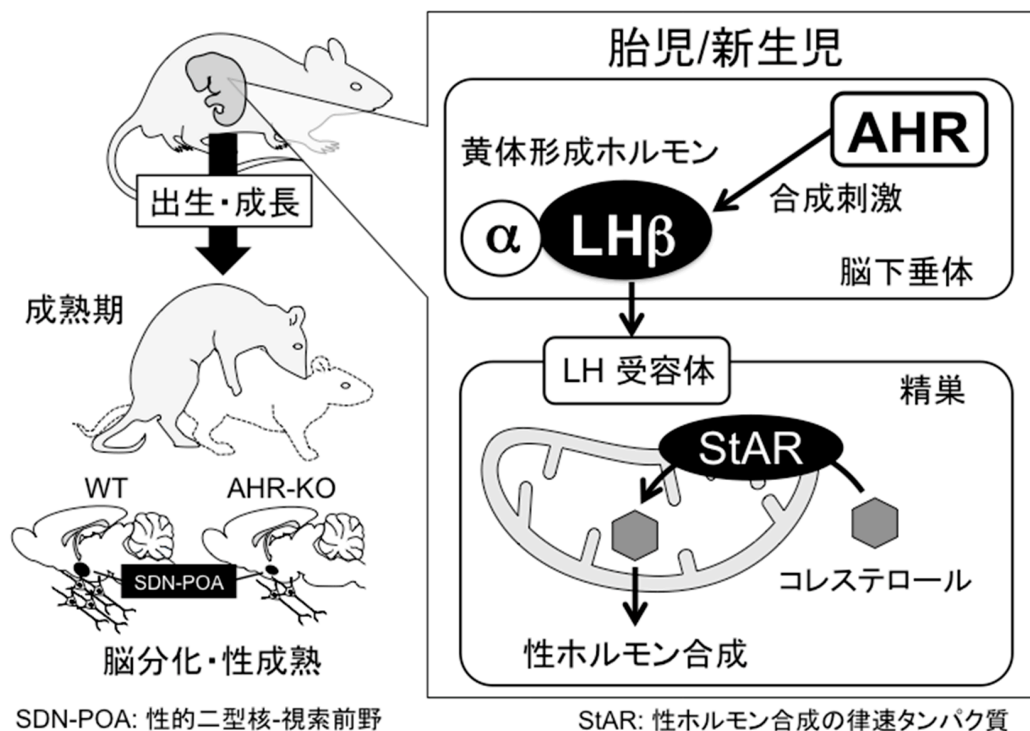 胎児/新生児
AHR
黄体形成ホルモン
合成刺激
α
LHβ
脳下垂体
出生・成長
成熟期
LH 受容体
精巣
StAR
コレステロール
性ホルモン合成
WT
AHR-KO
SDN-POA
脳分化・性成熟
SDN-POA: 性的二型核-視索前野
StAR: 性ホルモン合成の律速タンパク質